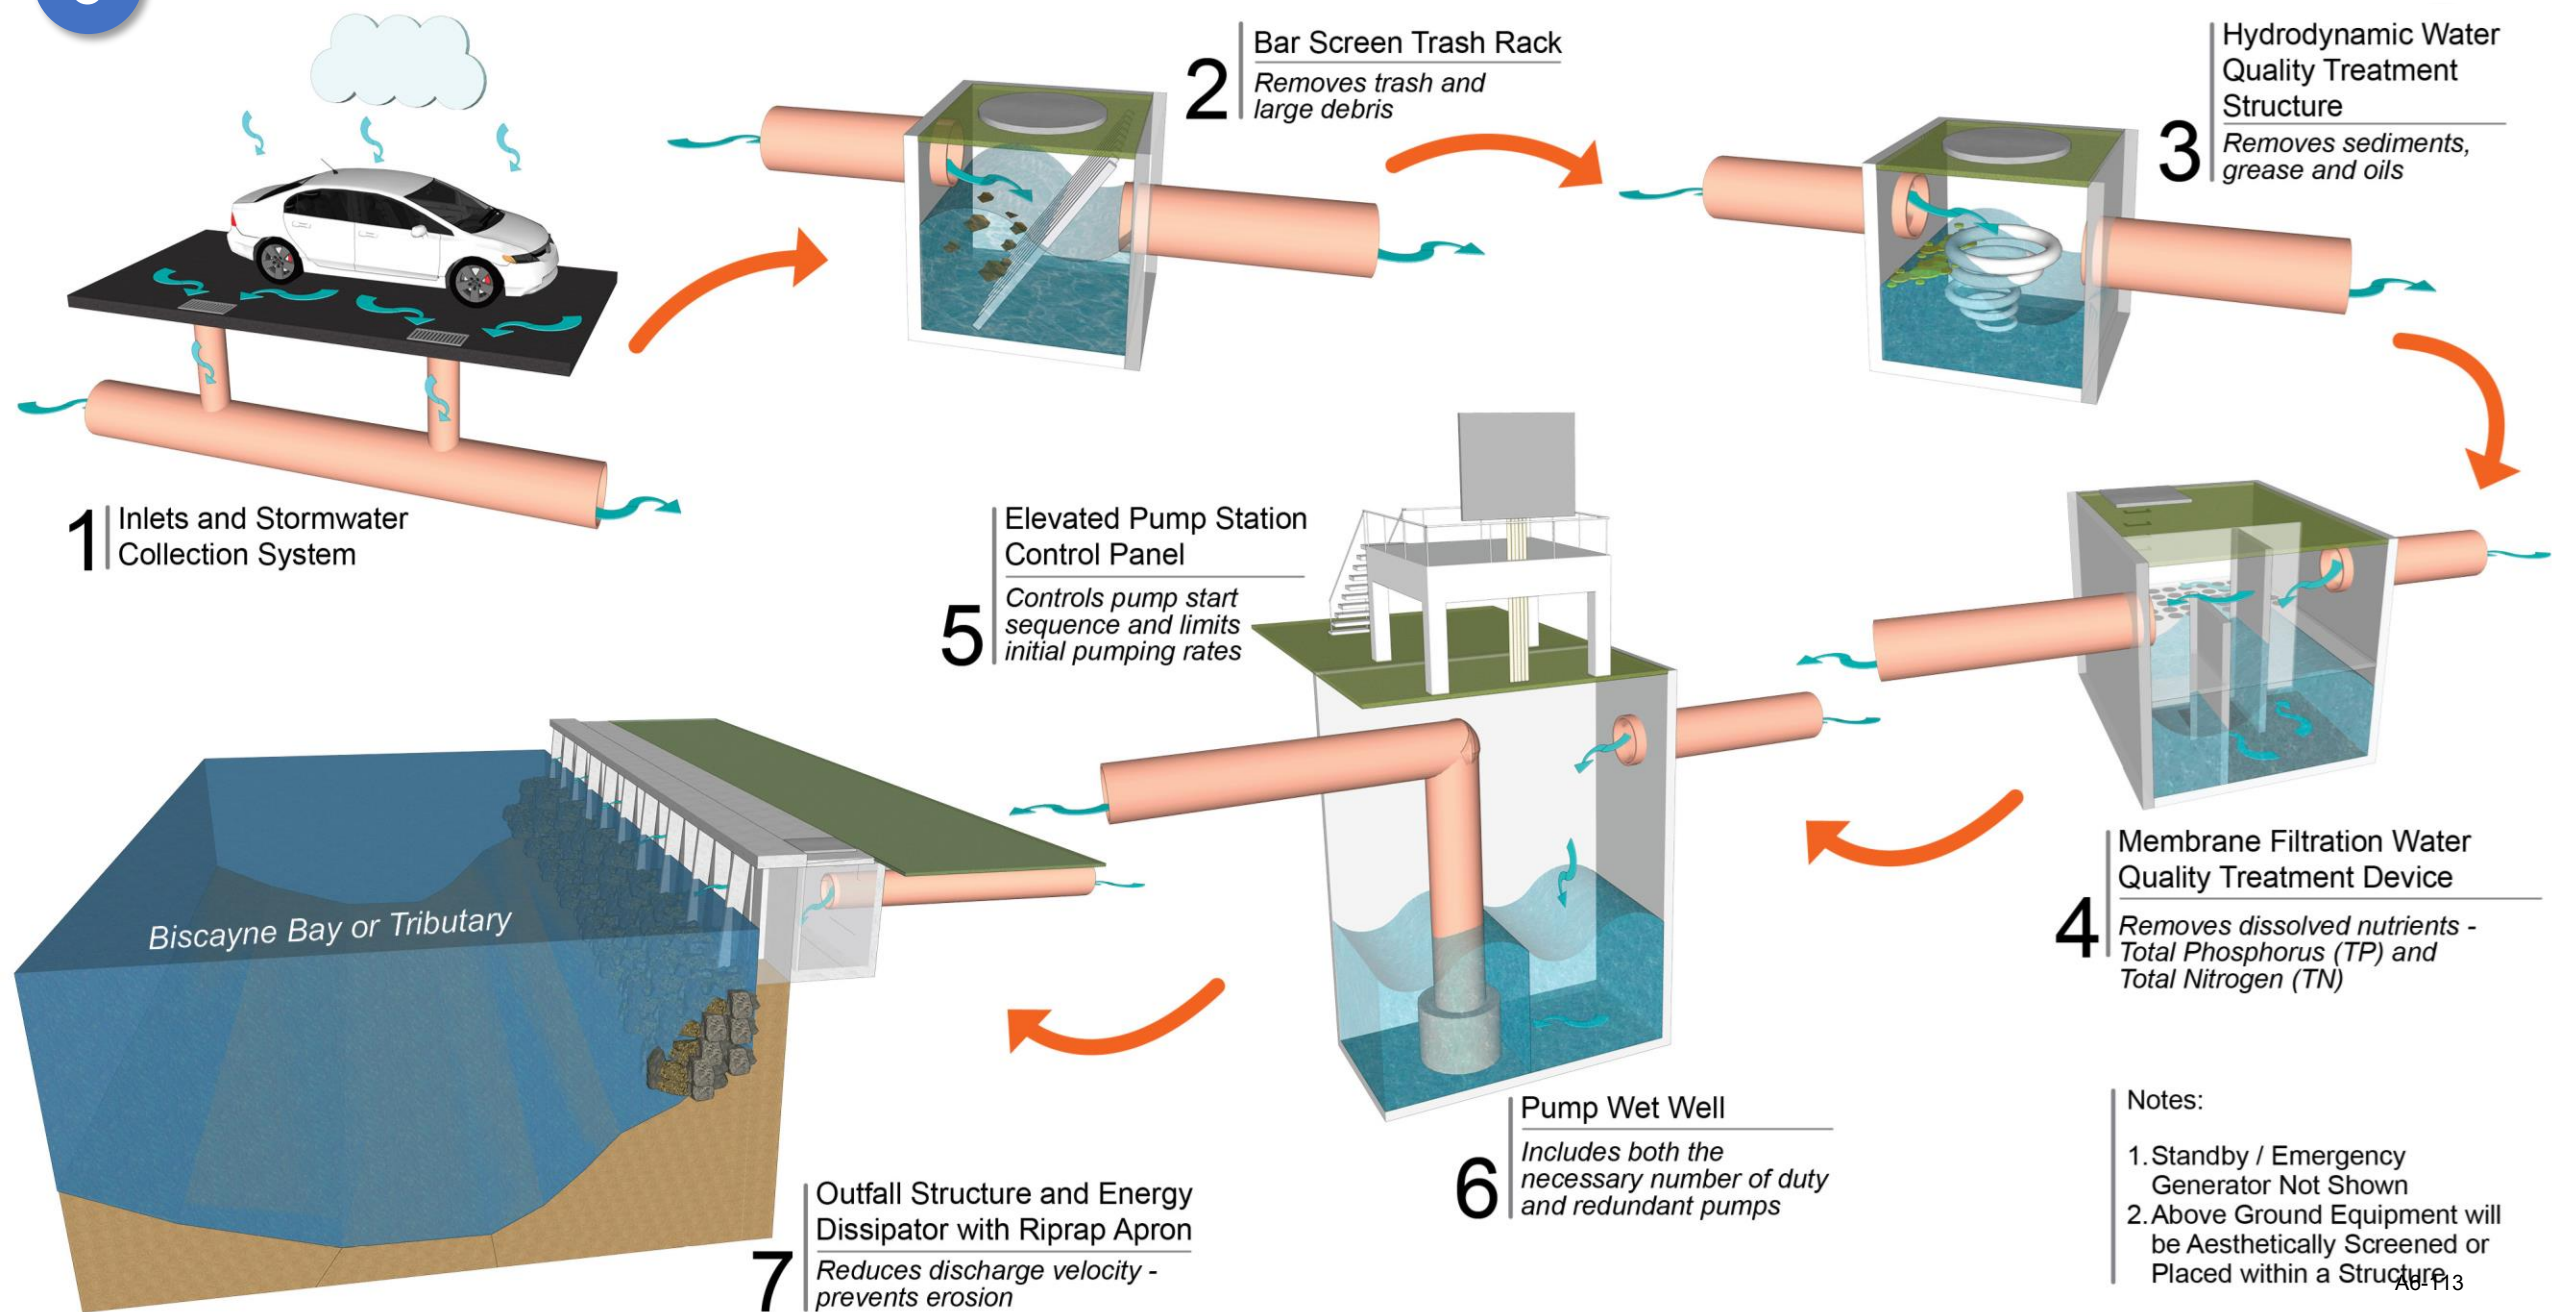 1
Inlets and Stormwater
Collection System
2
Bar Screen Trash Rack
Removes trash and
large debris
3
Hydrodynamic Water
Quality Treatment
Structure
Removes sediments,
grease and oils
4
Membrane Filtration Water
Quality Treatment Device
Removes dissolved nutrients -
Total Phosphorus (TP) and
Total Nitrogen (TN)
5
Elevated Pump Station
Control Panel
Controls pump start
sequence and limits
initial pumping rates
6
Pump Wet Well
Includes both the
necessary number of duty
and redundant pumps
7
Outfall Structure and Energy
Dissipator with Riprap Apron
Reduces discharge velocity -
prevents erosion
Biscayne Bay or Tributary
Notes:
1. Standby / Emergency
Generator Not Shown
2. Above Ground Equipment will
be Aesthetically Screened or
Placed within a Structure
A6-113